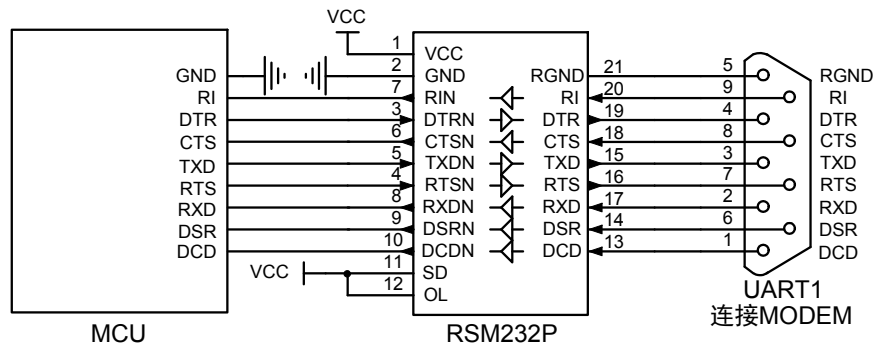 VCC
1 VCC
GND 2 GND RGND 21 5 RGND
RI 7 RIN RI 20 9 RI
DTR 3 DTRN DTR 19 4 DTR
CTS 6 CTSN CTS 18 8 CTS
TXD 5 TXDN TXD 15 3 TXD
RTS 4 RTSN RTS 16 7 RTS
RXD 8 RXDN RXD 17 2 RXD
DSR 9 DSRN DSR 14 6 DSR
DCD 10 DCDN DCD 13 1 DCD
VCC 11 SD
12 OL
UART1
连接MODEM
MCU
RSM232P